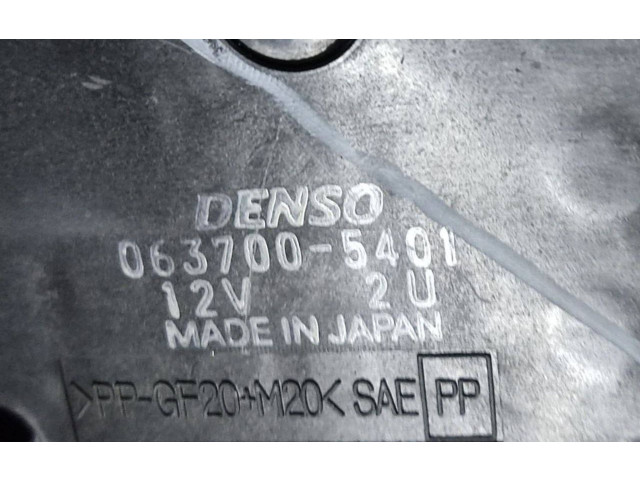 DENSO
063700-5401
12V 2U
MADE IN JAPAN
>PP-GF20+M20< SAE PP